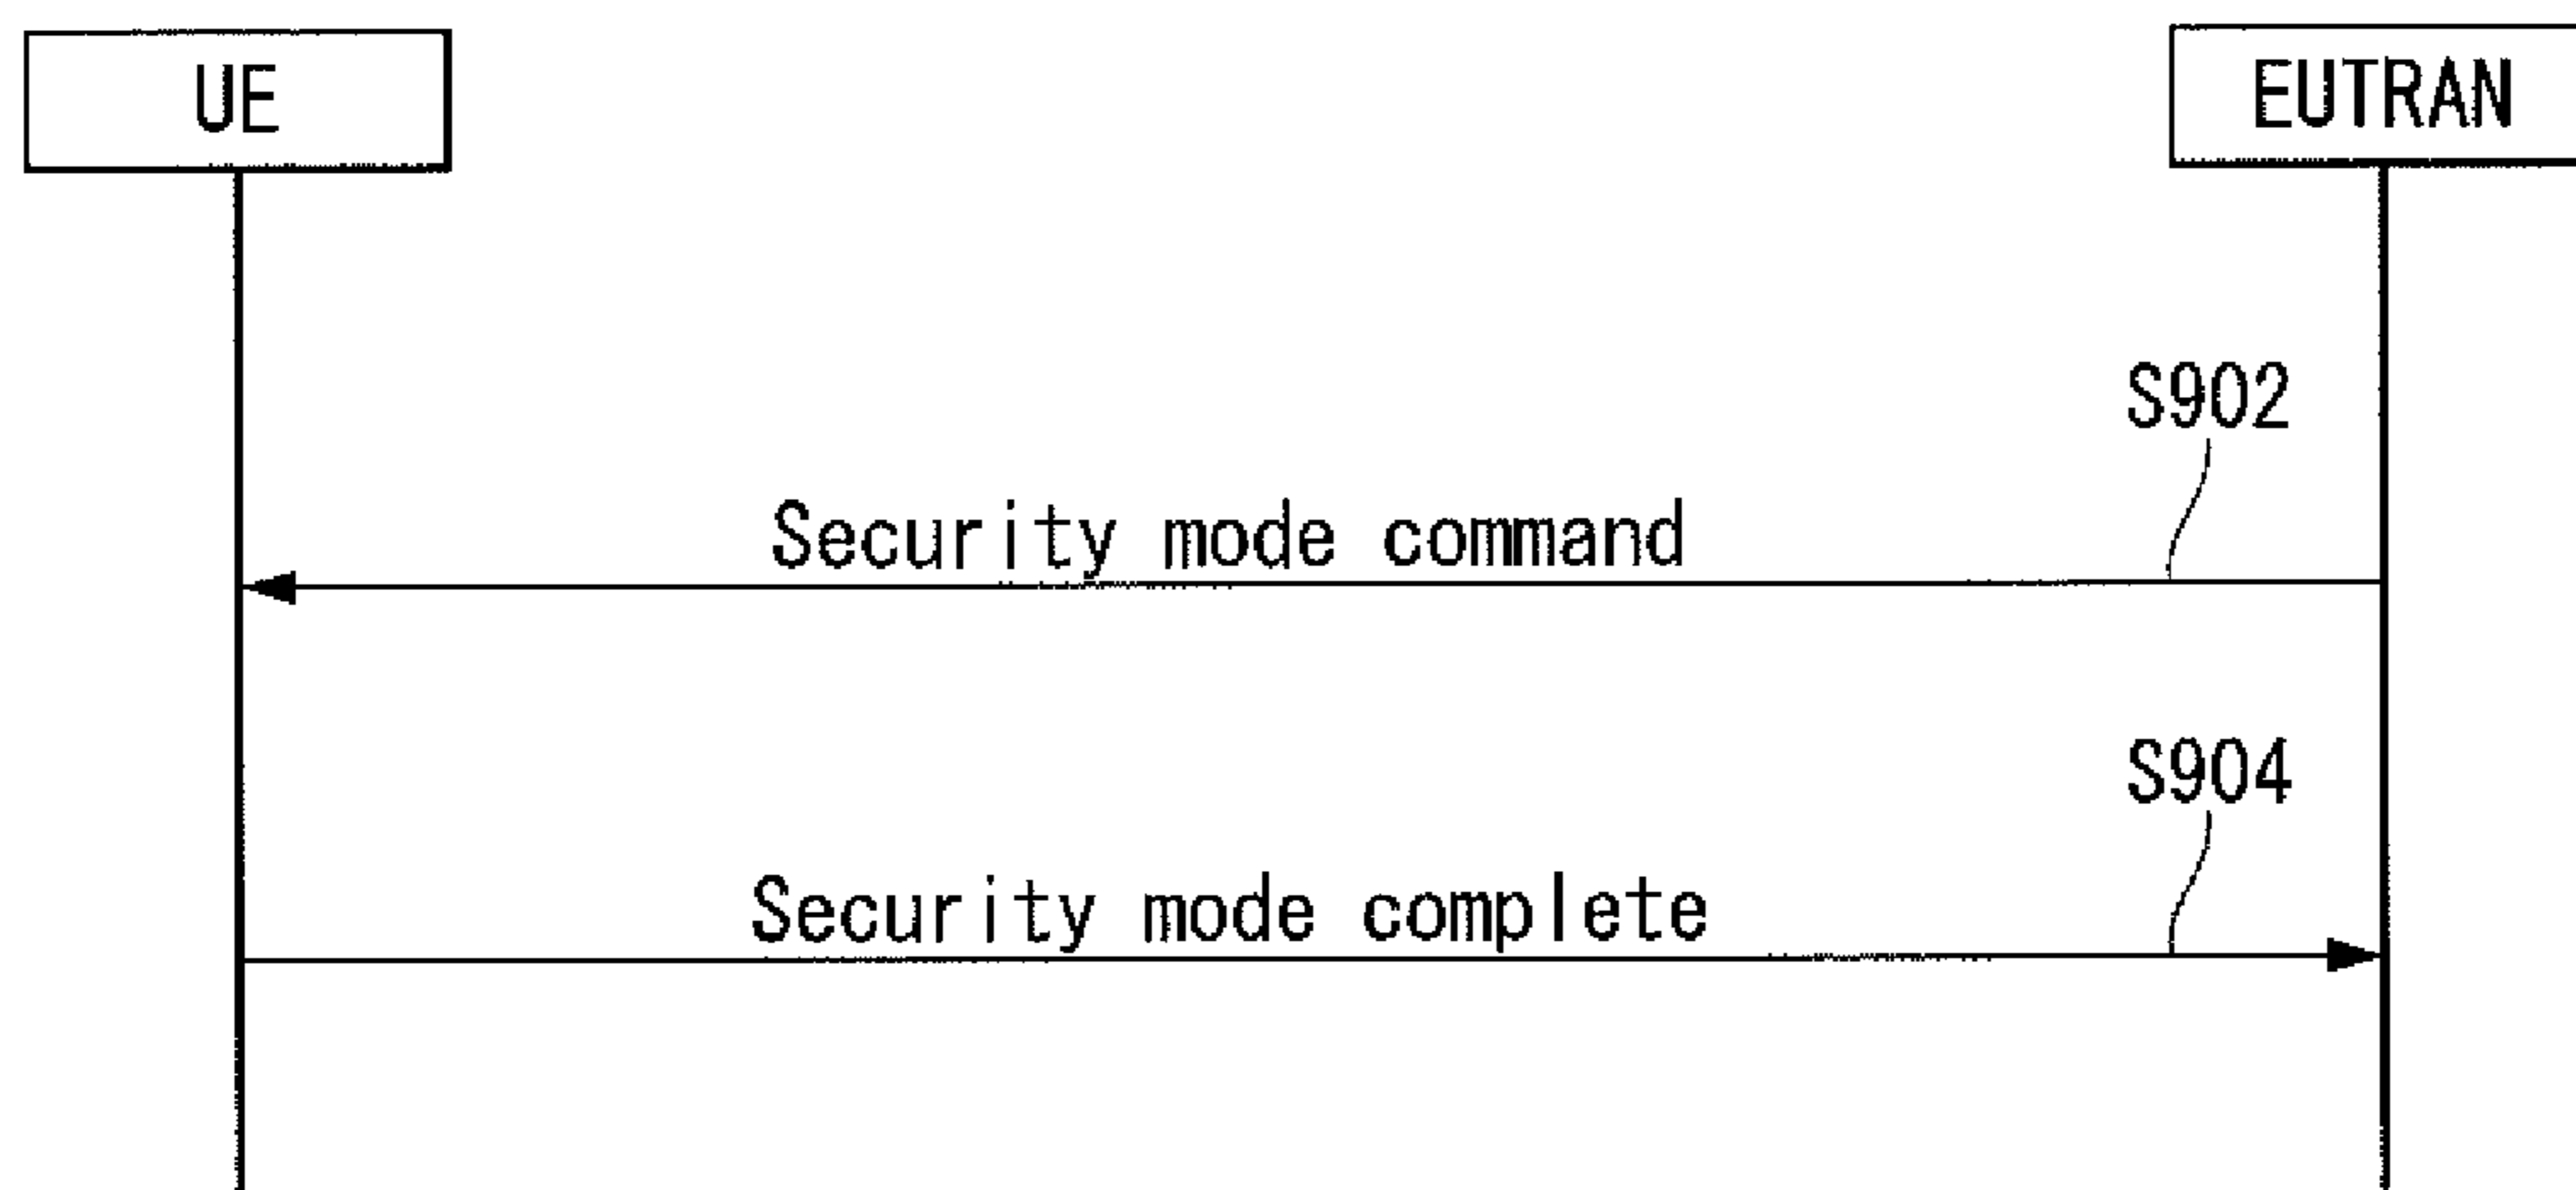 UE
EUTRAN
S902
Security mode command
S904
Security mode complete